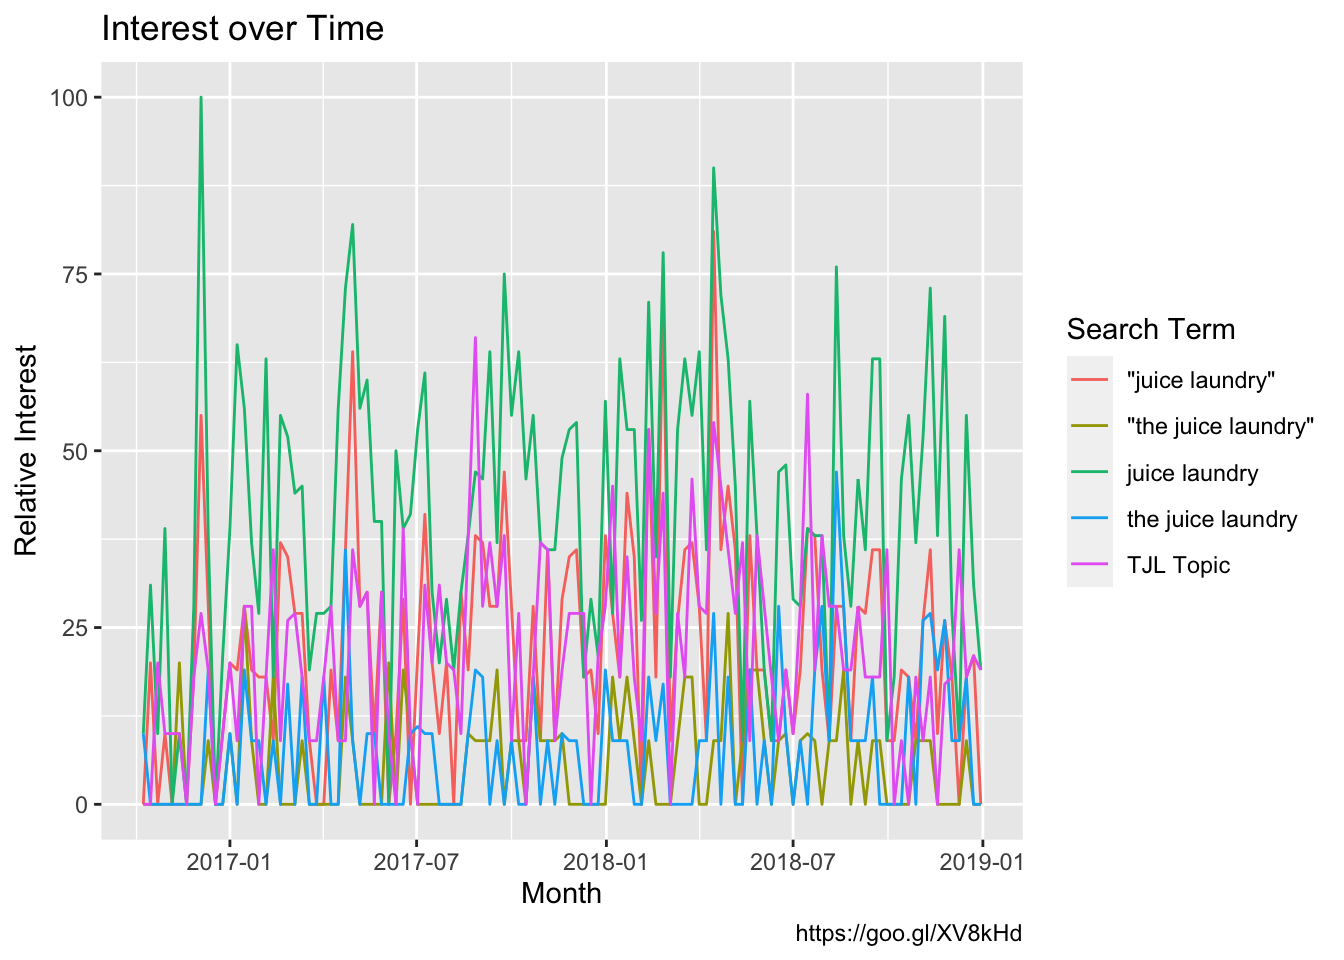 Interest over Time
100
75
50
25
0
Relative Interest
2017-01
2017-07
2018-01
2018-07
2019-01
Month
Search Term
"juice laundry"
"the juice laundry"
juice laundry
the juice laundry
TJL Topic
https://goo.gl/XV8kHd